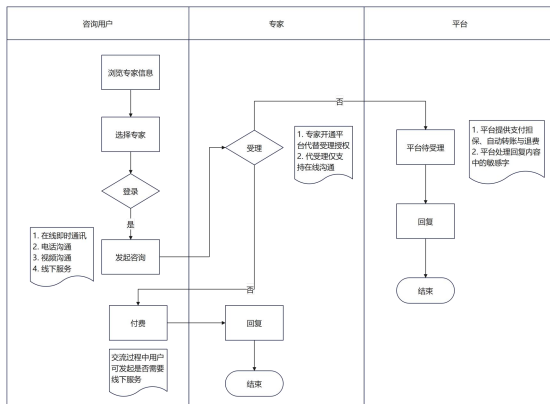 咨询用户
专家
平台
浏览专家信息
选择专家
登录
是
发起咨询
1. 在线即时通讯
2. 电话沟通
3. 视频沟通
4. 线下服务
付费
交流过程中用户
可发起是否需要
线下服务
受理
否
1. 专家开通平
台代替受理授权
2. 代受理仅支
持在线沟通
否
回复
结束
平台待受理
1. 平台提供支付担
保、自动转账与退费
2. 平台处理回复内容
中的敏感字
回复
结束